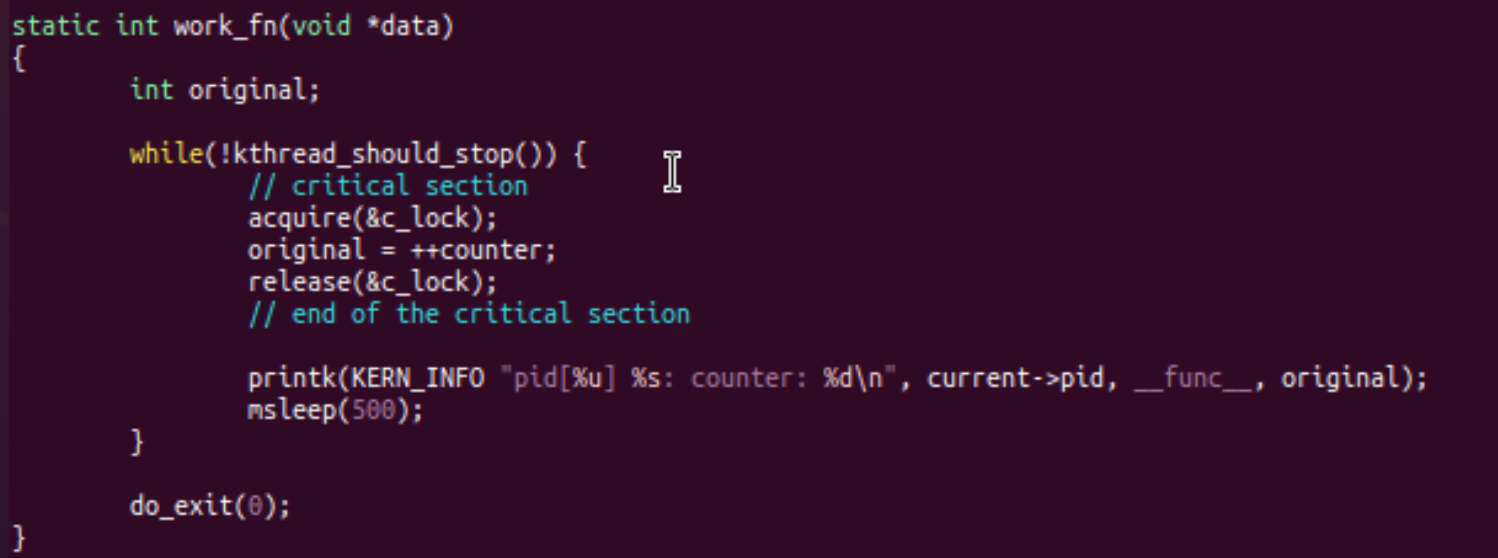 static int work_fn(void *data)
{
        int original;

        while(!kthread_should_stop()) {
                // critical section
                acquire(&c_lock);
                original = ++counter;
                release(&c_lock);
                // end of the critical section

                printk(KERN_INFO "pid[%u] %s: counter: %d\n", current->pid, __func__, original);
                msleep(500);
        }

        do_exit(0);
}